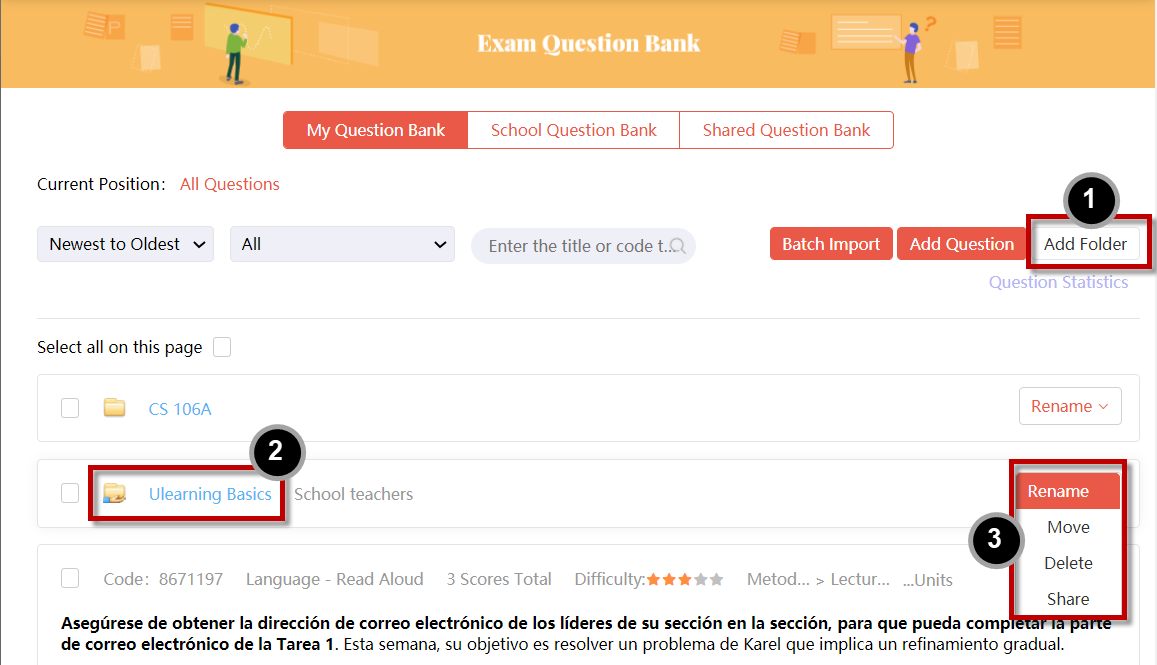 Exam Question Bank
My Question Bank School Question Bank Shared Question Bank
Current Position: All Questions
1
Newest to Oldest All Enter the title or code t... Batch Import Add Question Add Folder
Question Statistics
Select all on this page
CS 106A Rename
2
Ulearning Basics School teachers Rename
Move
3
Delete
Share
Code: 8671197 Language - Read Aloud 3 Scores Total Difficulty: Metod... > Lectur... ...Units
Asegúrese de obtener la dirección de correo electrónico de los líderes de su sección en la sección, para que pueda completar la parte
de correo electrónico de la Tarea 1. Esta semana, su objetivo es resolver un problema de Karel que implica un refinamiento gradual.